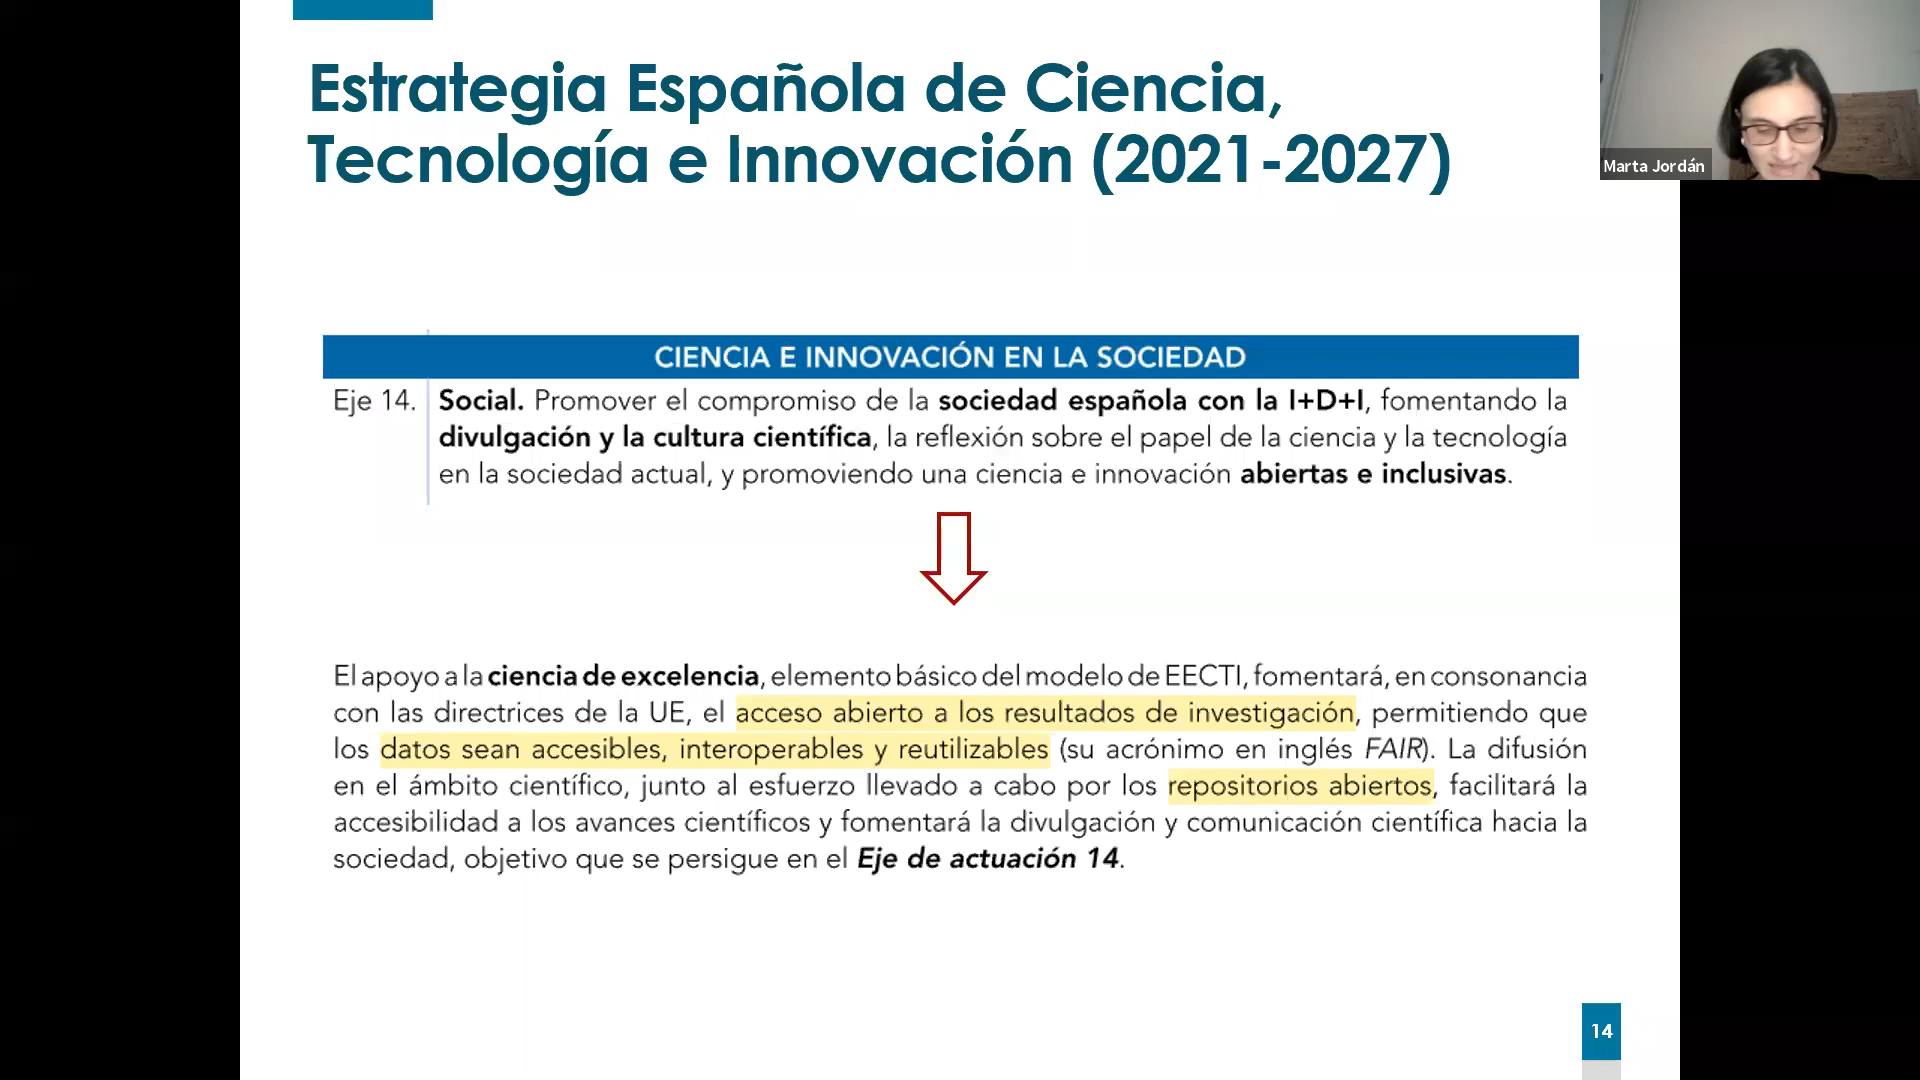 Estrategia Española de Ciencia,
Tecnología e Innovación (2021-2027)
Marta Jordán
CIENCIA E INNOVACIÓN EN LA SOCIEDAD
Eje 14. Social. Promover el compromiso de la sociedad española con la I+D+I, fomentando la
divulgación y la cultura científica, la reflexión sobre el papel de la ciencia y la tecnología
en la sociedad actual, y promoviendo una ciencia e innovación abiertas e inclusivas.
El apoyo a la ciencia de excelencia, elemento básico del modelo de EECTI, fomentará, en consonancia
con las directrices de la UE, el acceso abierto a los resultados de investigación, permitiendo que
los datos sean accesibles, interoperables y reutilizables (su acrónimo en inglés FAIR). La difusión
en el ámbito científico, junto al esfuerzo llevado a cabo por los repositorios abiertos, facilitará la
accesibilidad a los avances científicos y fomentará la divulgación y comunicación científica hacia la
sociedad, objetivo que se persigue en el Eje de actuación 14.
14